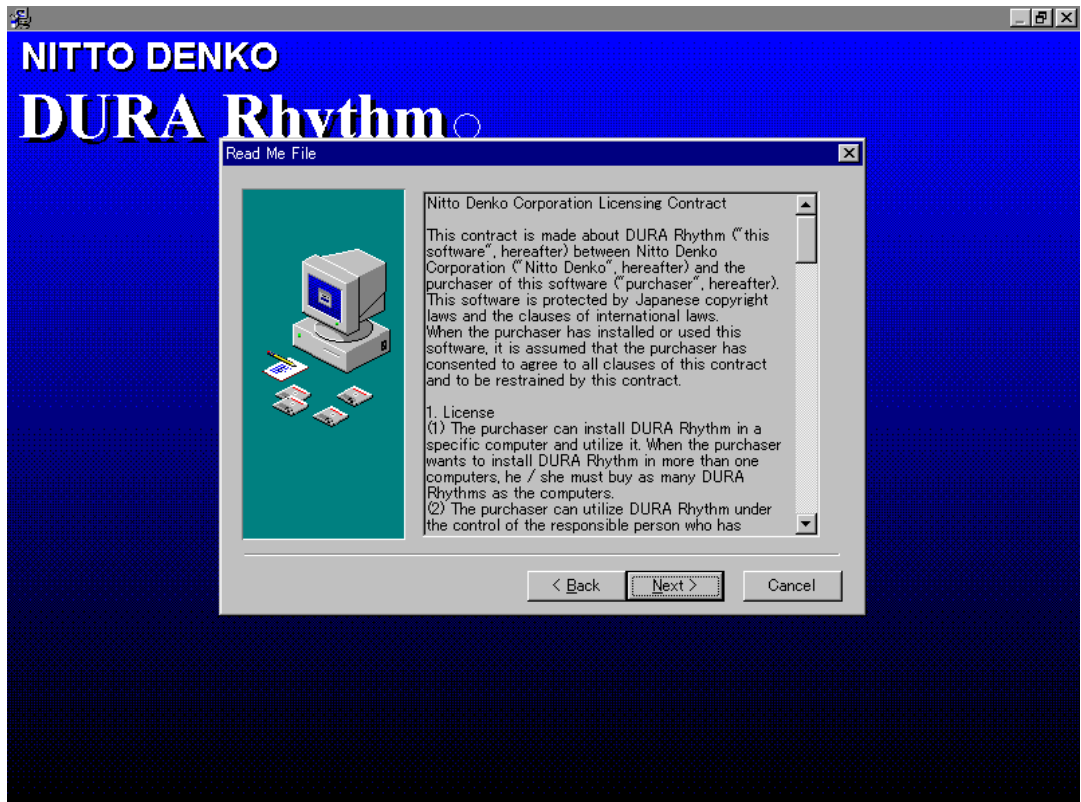 NITTO DENKO
DURA Rhythm
Read Me File
Nitto Denko Corporation Licensing Contract
This contract is made about DURA Rhythm ("this
software", hereafter) between Nitto Denko
Corporation ("Nitto Denko", hereafter) and the
purchaser of this software ("purchaser", hereafter).
This software is protected by Japanese copyright
laws and the clauses of international laws.
When the purchaser has installed or used this
software, it is assumed that the purchaser has
consented to agree to all clauses of this contract
and to be restrained by this contract.
1. License
(1) The purchaser can install DURA Rhythm in a
specific computer and utilize it. When the purchaser
wants to install DURA Rhythm in more than one
computers, he / she must buy as many DURA
Rhythms as the computers.
(2) The purchaser can utilize DURA Rhythm under
the control of the responsible person who has
< Back
Next >
Cancel